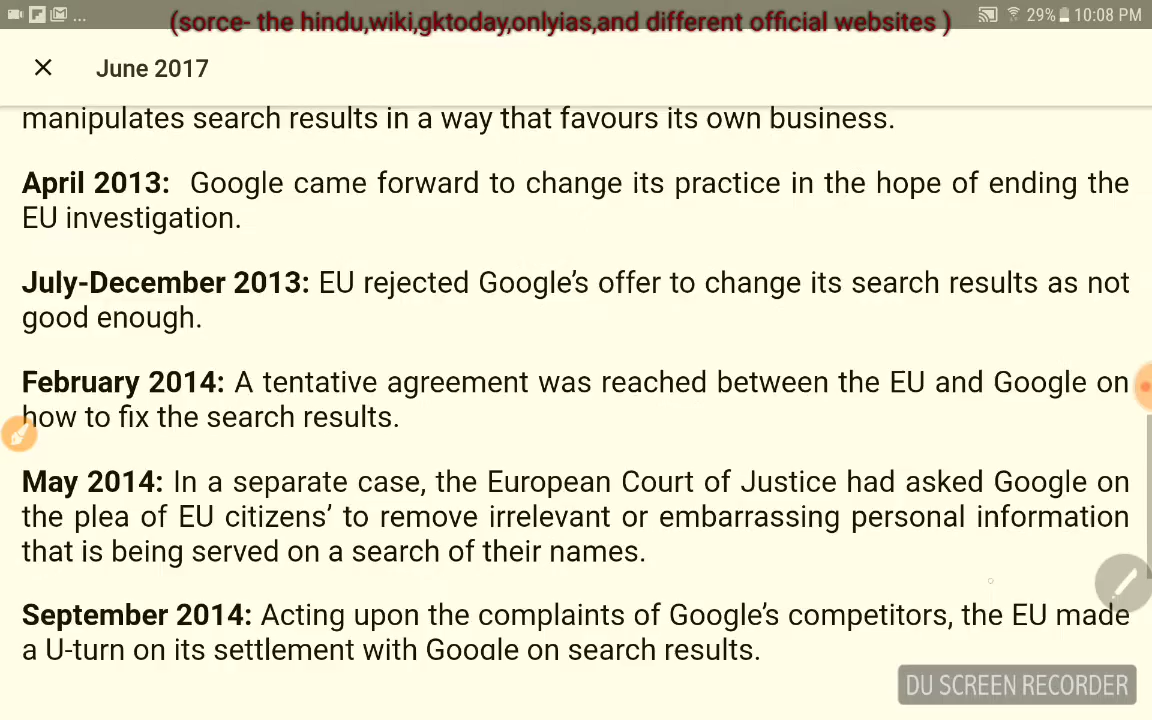 (sorce- the hindu,wiki,gktoday,onlyias,and different official websites )
... 29% 10:08 PM
× June 2017
manipulates search results in a way that favours its own business.
April 2013: Google came forward to change its practice in the hope of ending the
EU investigation.
July-December 2013: EU rejected Google’s offer to change its search results as not
good enough.
February 2014: A tentative agreement was reached between the EU and Google on
how to fix the search results.
May 2014: In a separate case, the European Court of Justice had asked Google on
the plea of EU citizens’ to remove irrelevant or embarrassing personal information
that is being served on a search of their names.
September 2014: Acting upon the complaints of Google’s competitors, the EU made
a U-turn on its settlement with Google on search results.
DU SCREEN RECORDER